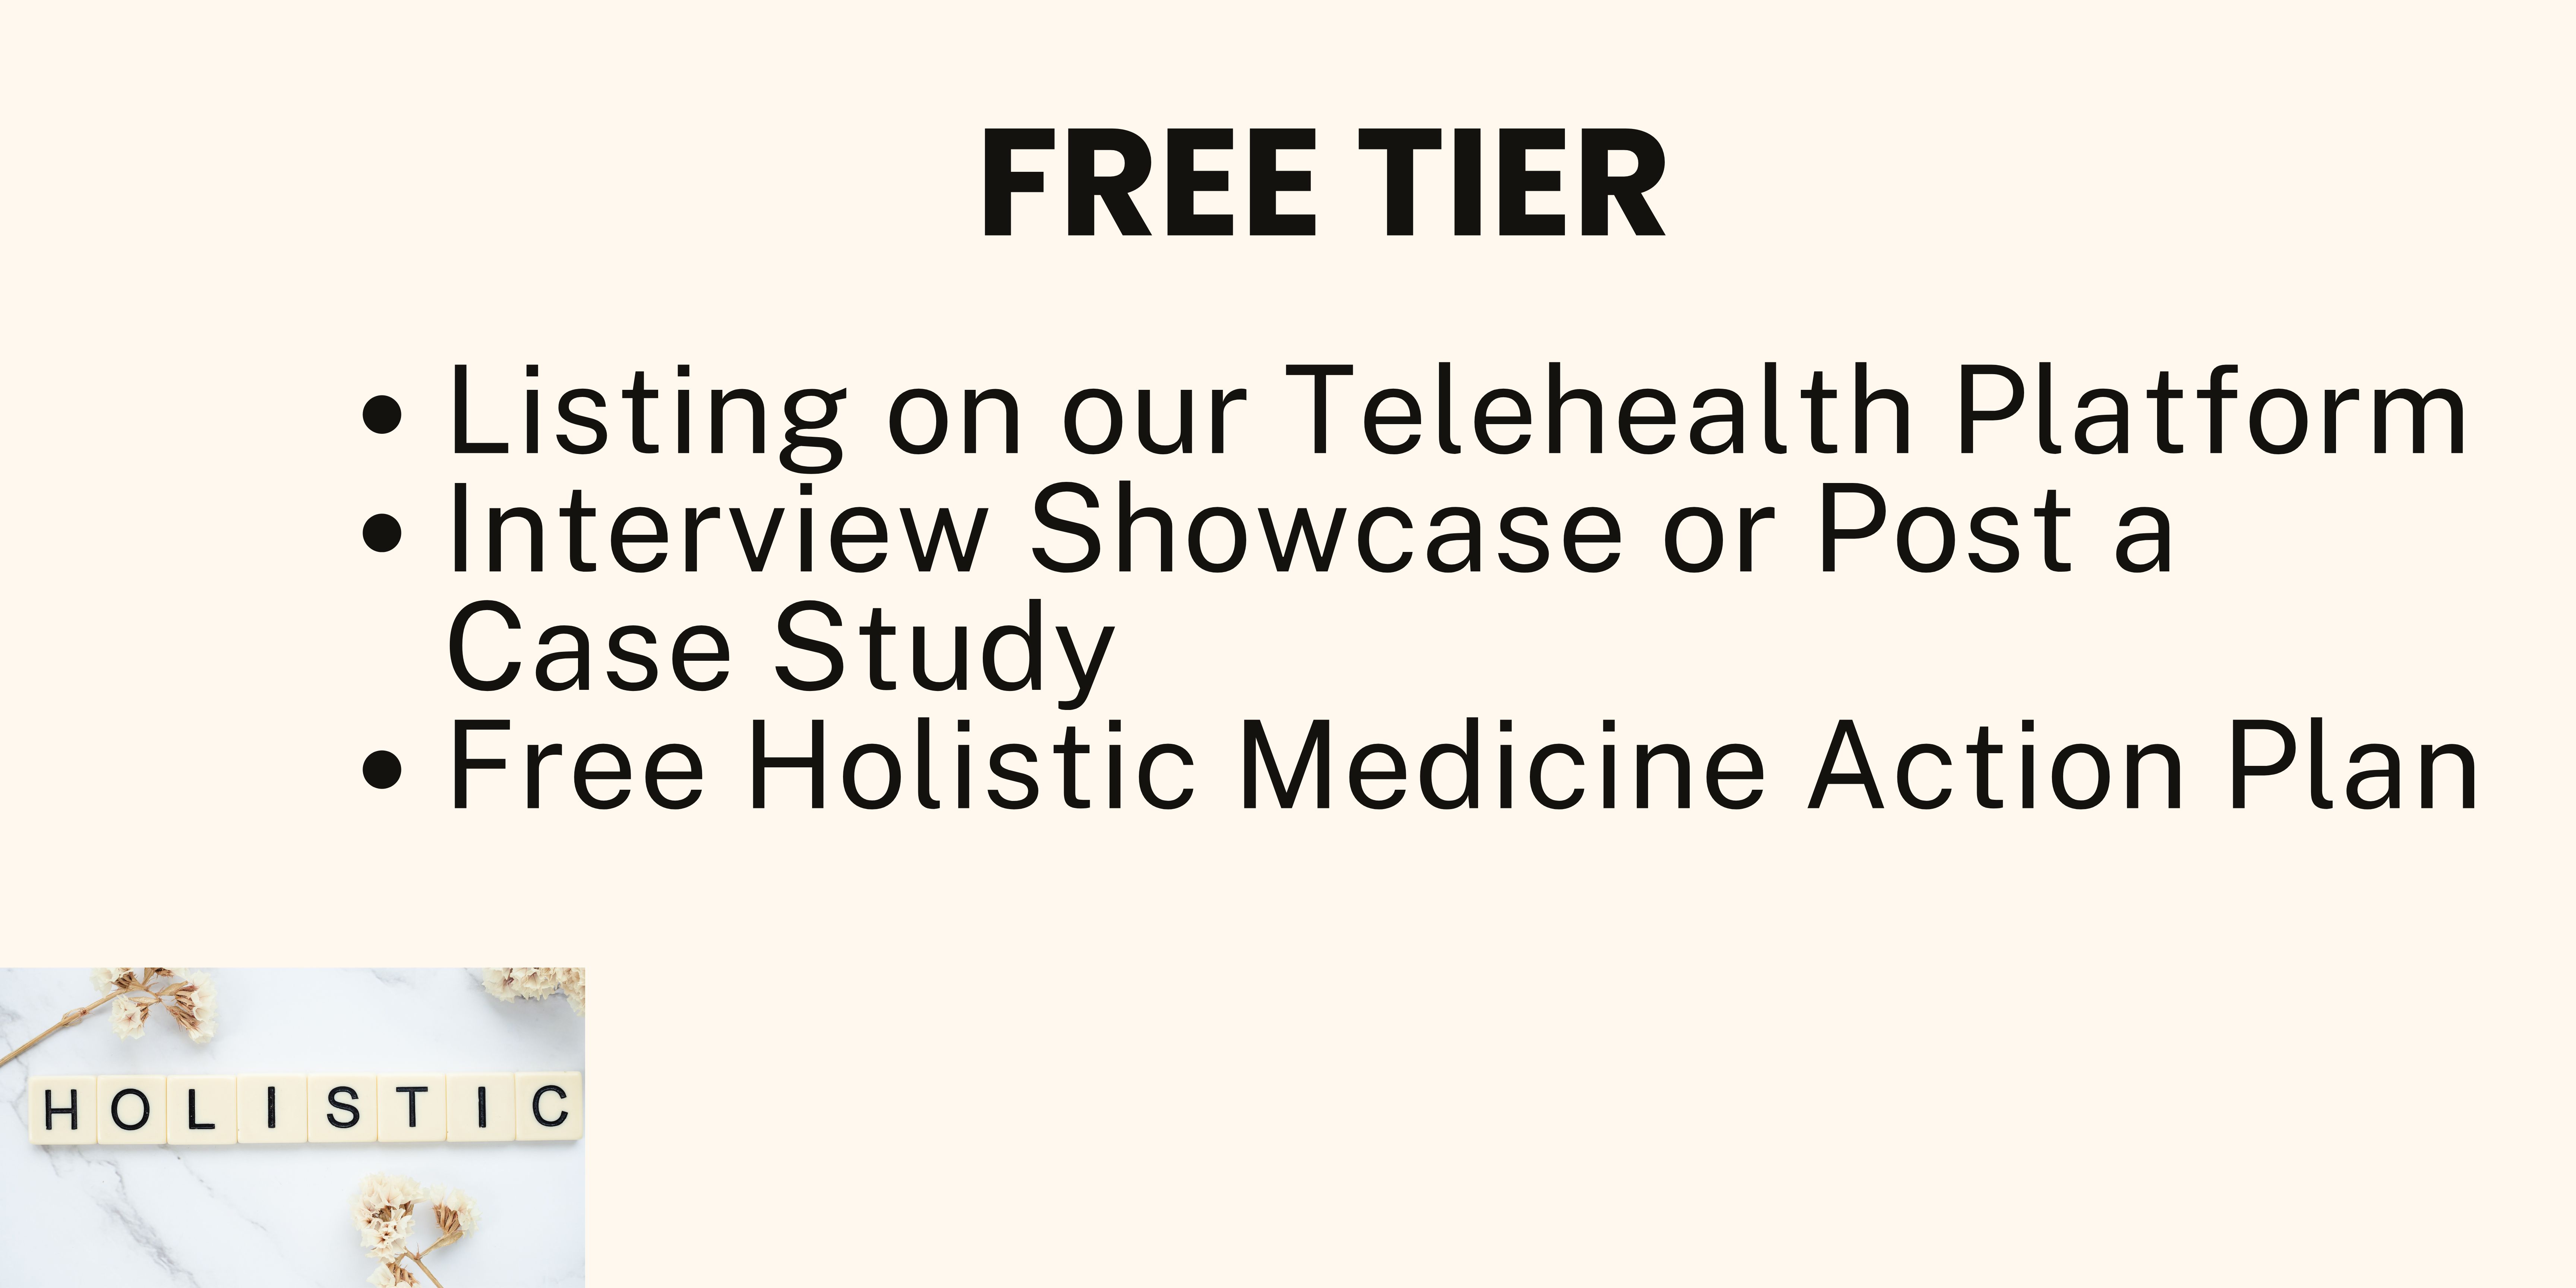 FREE TIER
• Listing on our Telehealth Platform
• Interview Showcase or Post a
Case Study
• Free Holistic Medicine Action Plan
HOLISTIC